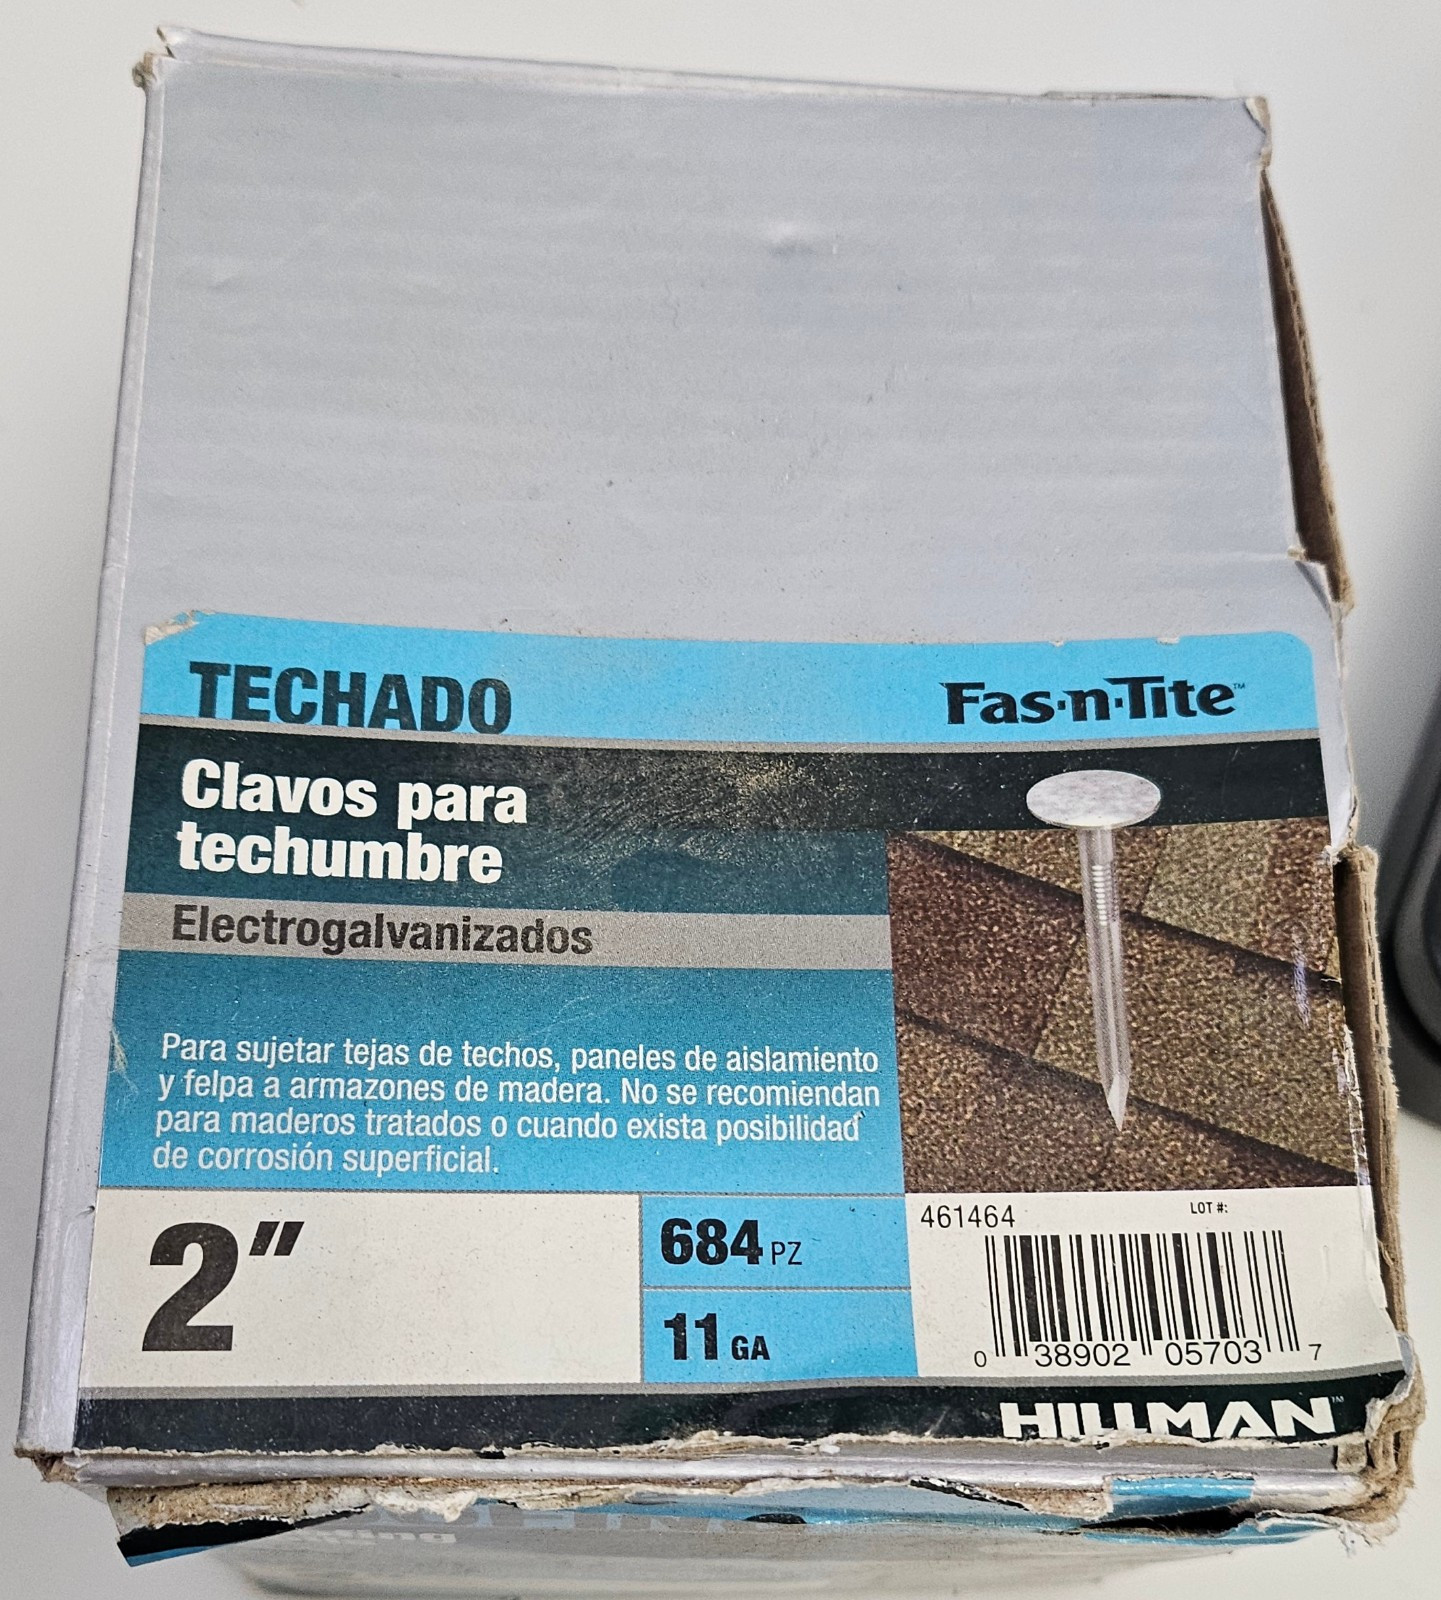 TECHADO
Fas·n·Tite™
Clavos para
techumbre
Electrogalvanizados
Para sujetar tejas de techos, paneles de aislamiento
y felpa a armazones de madera. No se recomiendan
para maderos tratados o cuando exista posibilidad
de corrosión superficial.
2"
684 PZ
11 GA
461464
LOT #:
0 38902 05703 7
HILLMAN™